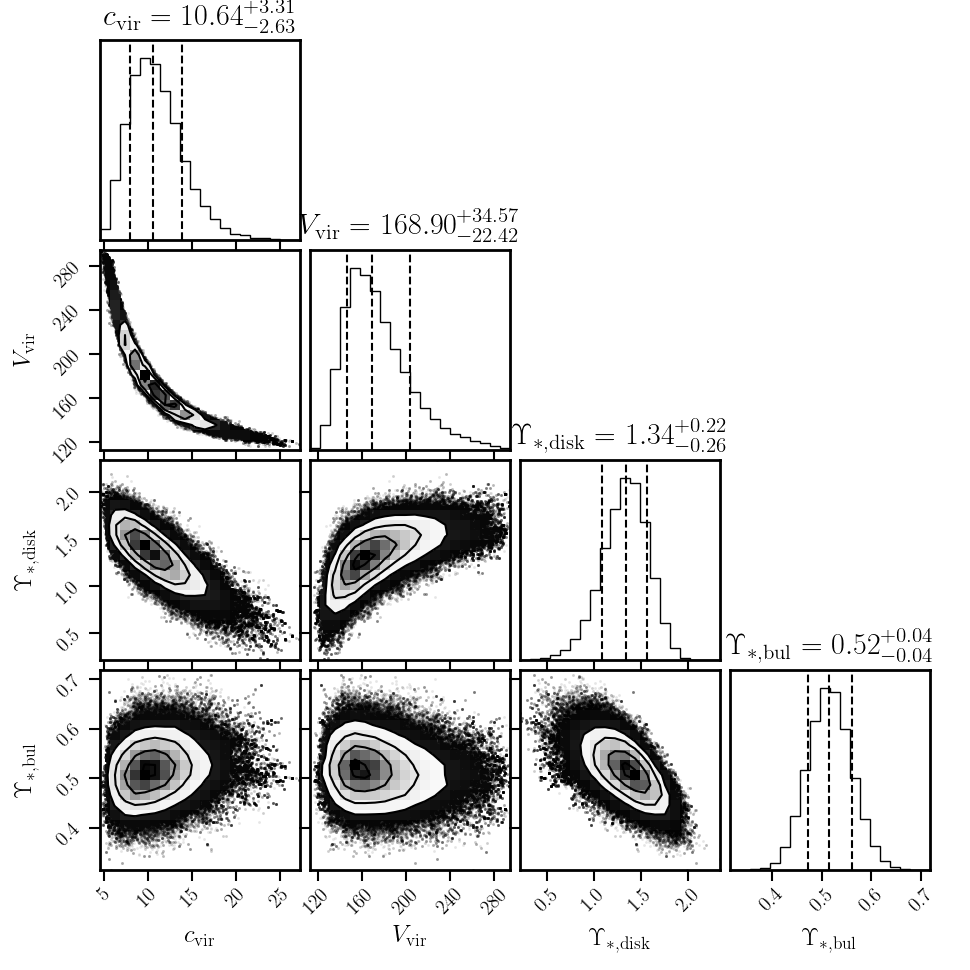 c_vir = 10.64 +3.31 −2.63
V_vir = 168.90 +34.57 −22.42
280
240
200
160
120
V_vir
Υ_*,disk = 1.34 +0.22 −0.26
2.0
1.5
1.0
0.5
Υ_*,disk
Υ_*,bul = 0.52 +0.04 −0.04
0.7
0.6
0.5
0.4
Υ_*,bul
5 10 15 20 25
120 160 200 240 280
0.5 1.0 1.5 2.0
0.4 0.5 0.6 0.7
c_vir
V_vir
Υ_*,disk
Υ_*,bul